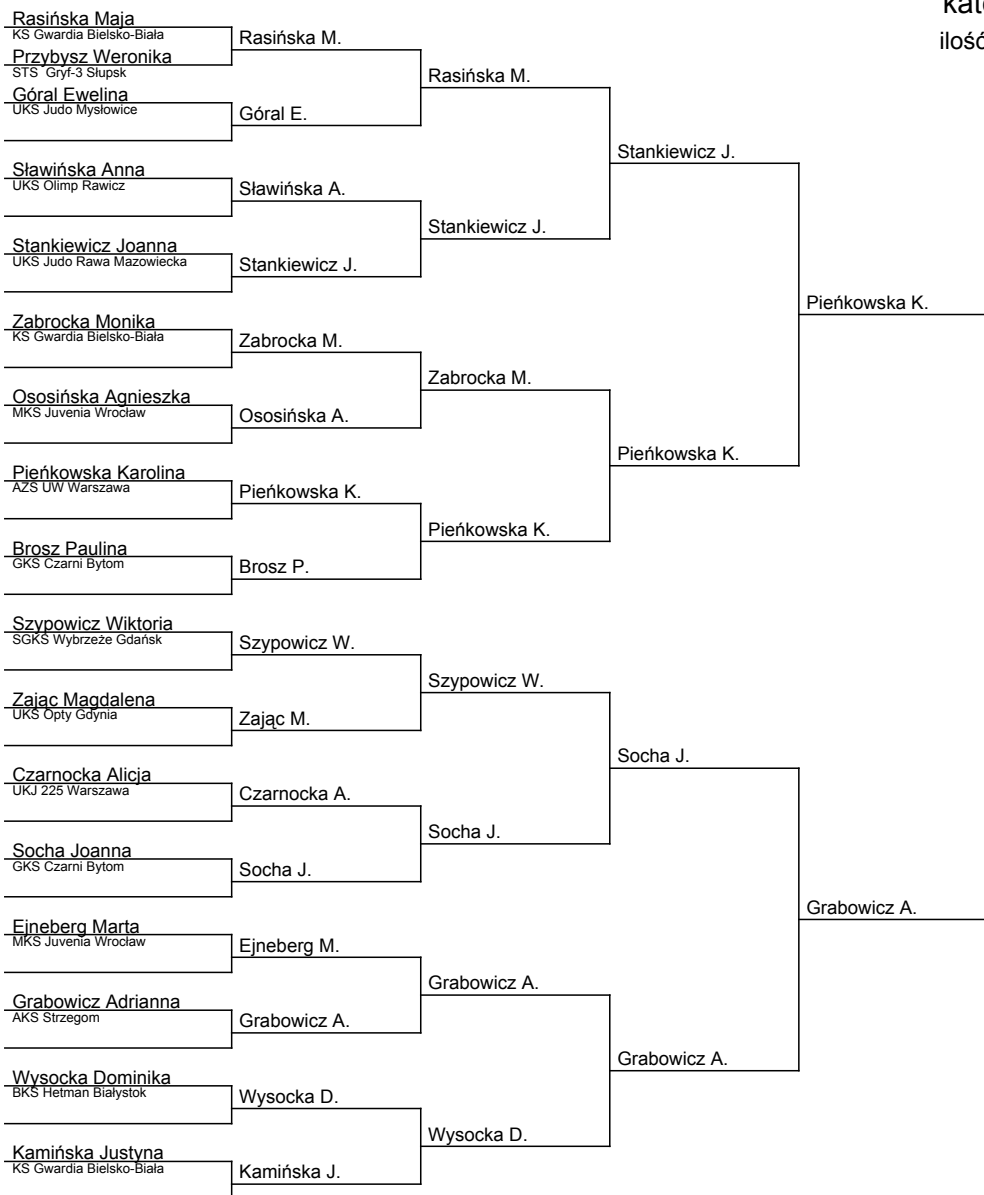 kate
ilość
Rasińska Maja
KS Gwardia Bielsko-Biała
Rasińska M.
Przybysz Weronika
STS Gryf-3 Słupsk
Rasińska M.
Góral Ewelina
UKS Judo Mysłowice
Góral E.
Stankiewicz J.
Sławińska Anna
UKS Olimp Rawicz
Sławińska A.
Stankiewicz J.
Stankiewicz Joanna
UKS Judo Rawa Mazowiecka
Stankiewicz J.
Pieńkowska K.
Zabrocka Monika
KS Gwardia Bielsko-Biała
Zabrocka M.
Zabrocka M.
Ososińska Agnieszka
MKS Juvenia Wrocław
Ososińska A.
Pieńkowska K.
Pieńkowska Karolina
AZS UW Warszawa
Pieńkowska K.
Pieńkowska K.
Brosz Paulina
GKS Czarni Bytom
Brosz P.
Szypowicz Wiktoria
SGKS Wybrzeże Gdańsk
Szypowicz W.
Szypowicz W.
Zając Magdalena
UKS Opty Gdynia
Zając M.
Socha J.
Czarnocka Alicja
UKJ 225 Warszawa
Czarnocka A.
Socha J.
Socha Joanna
GKS Czarni Bytom
Socha J.
Grabowicz A.
Ejneberg Marta
MKS Juvenia Wrocław
Ejneberg M.
Grabowicz A.
Grabowicz Adrianna
AKS Strzegom
Grabowicz A.
Grabowicz A.
Wysocka Dominika
BKS Hetman Białystok
Wysocka D.
Wysocka D.
Kamińska Justyna
KS Gwardia Bielsko-Biała
Kamińska J.